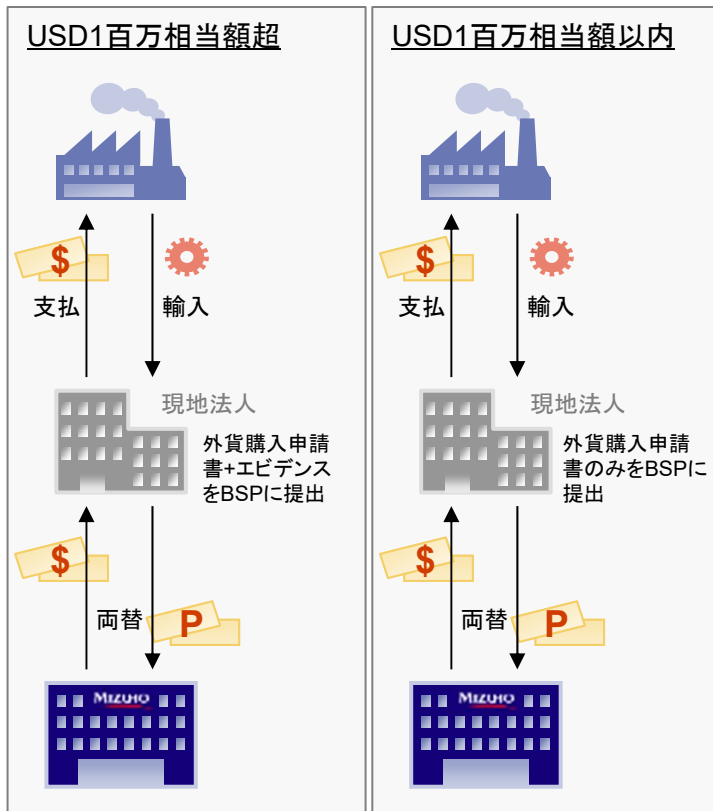 USD1百万相当額超
$
支払
輸入
現地法人
外貨購入申請
書+エビデンス
をBSPに提出
$
両替
P
MIZUHO
USD1百万相当額以内
$
支払
輸入
現地法人
外貨購入申請
書のみをBSPに
提出
$
両替
P
MIZUHO